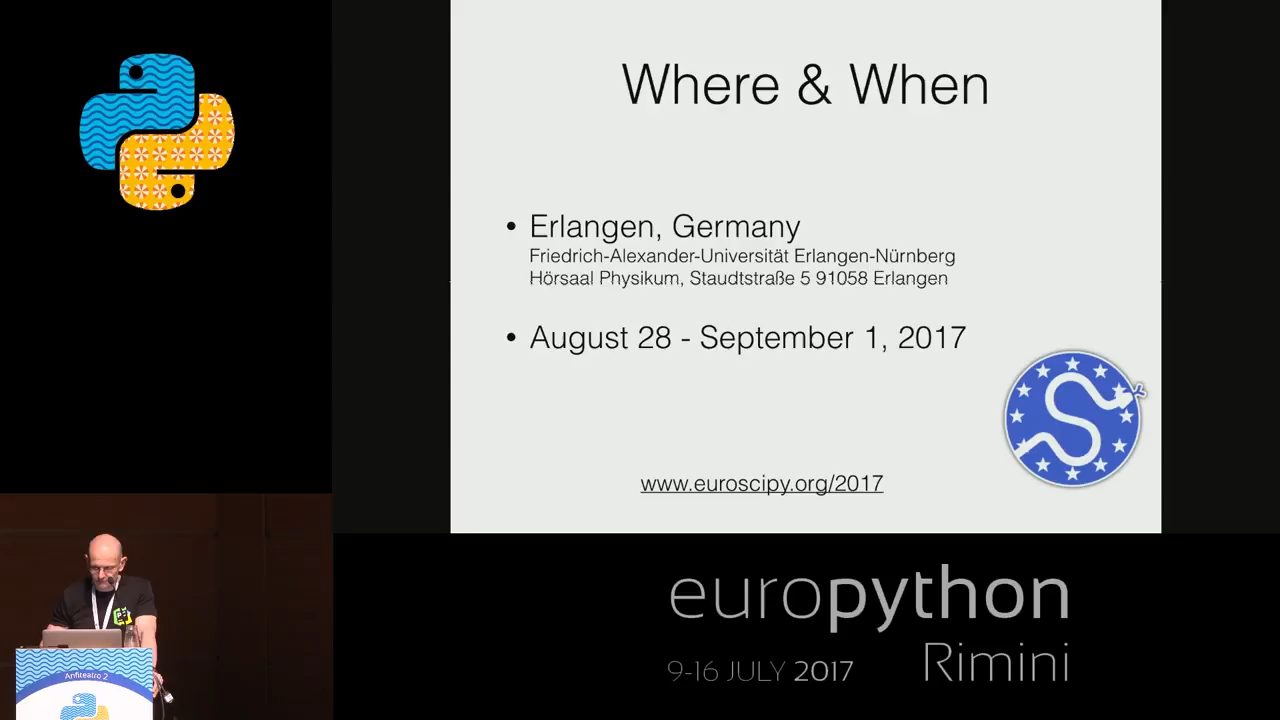 Where & When
• Erlangen, Germany
Friedrich-Alexander-Universität Erlangen-Nürnberg
Hörsaal Physikum, Staudtstraße 5 91058 Erlangen
• August 28 - September 1, 2017
www.euroscipy.org/2017
europython
Rimini
9-16 JULY 2017
Anfiteatro 2